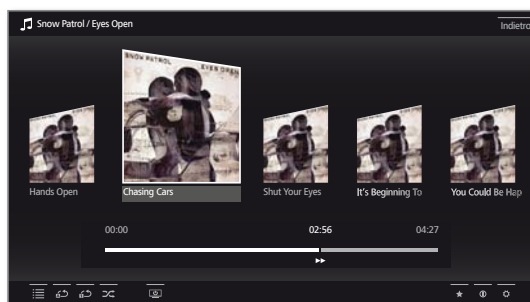 Snow Patrol / Eyes Open
Indietro
SNOW PATROL EYES OPEN
Hands Open
Chasing Cars
Shut Your Eyes
It's Beginning To
You Could Be Hap
00:00 02:56 04:27